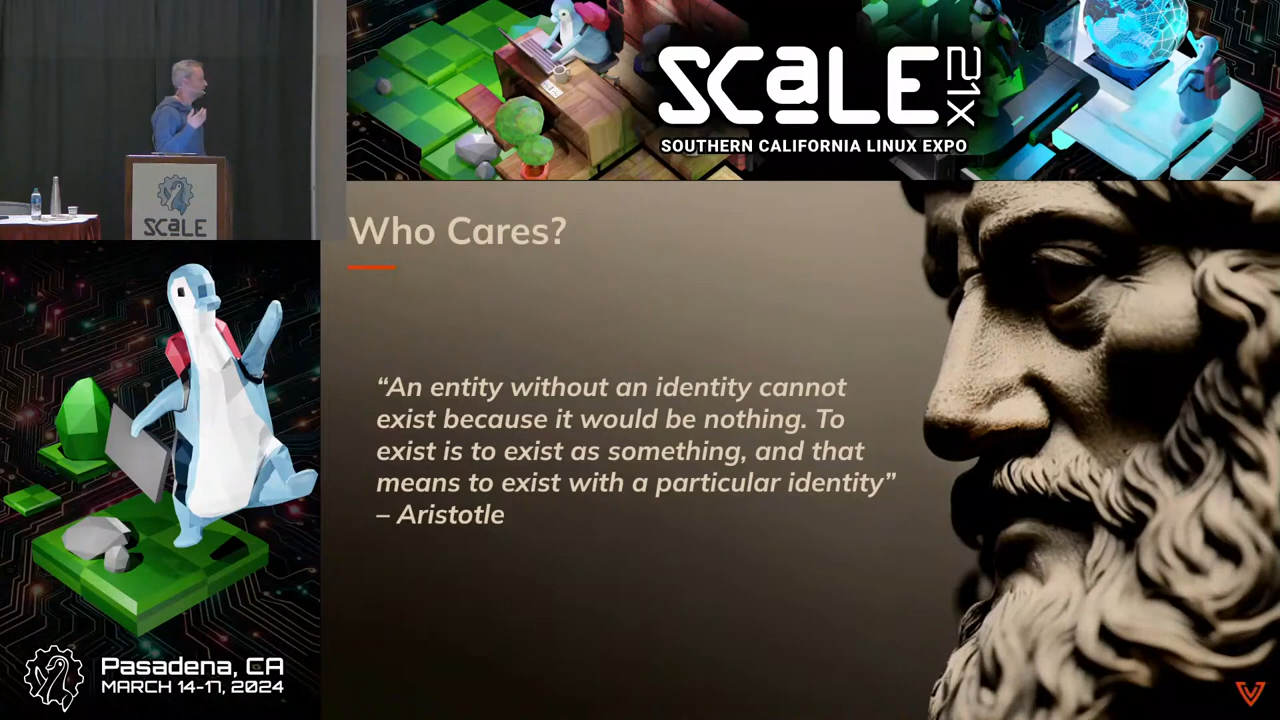 SCaLE 21x
SOUTHERN CALIFORNIA LINUX EXPO
SCaLE
Who Cares?
“An entity without an identity cannot
exist because it would be nothing. To
exist is to exist as something, and that
means to exist with a particular identity”
– Aristotle
Pasadena, CA
MARCH 14-17, 2024